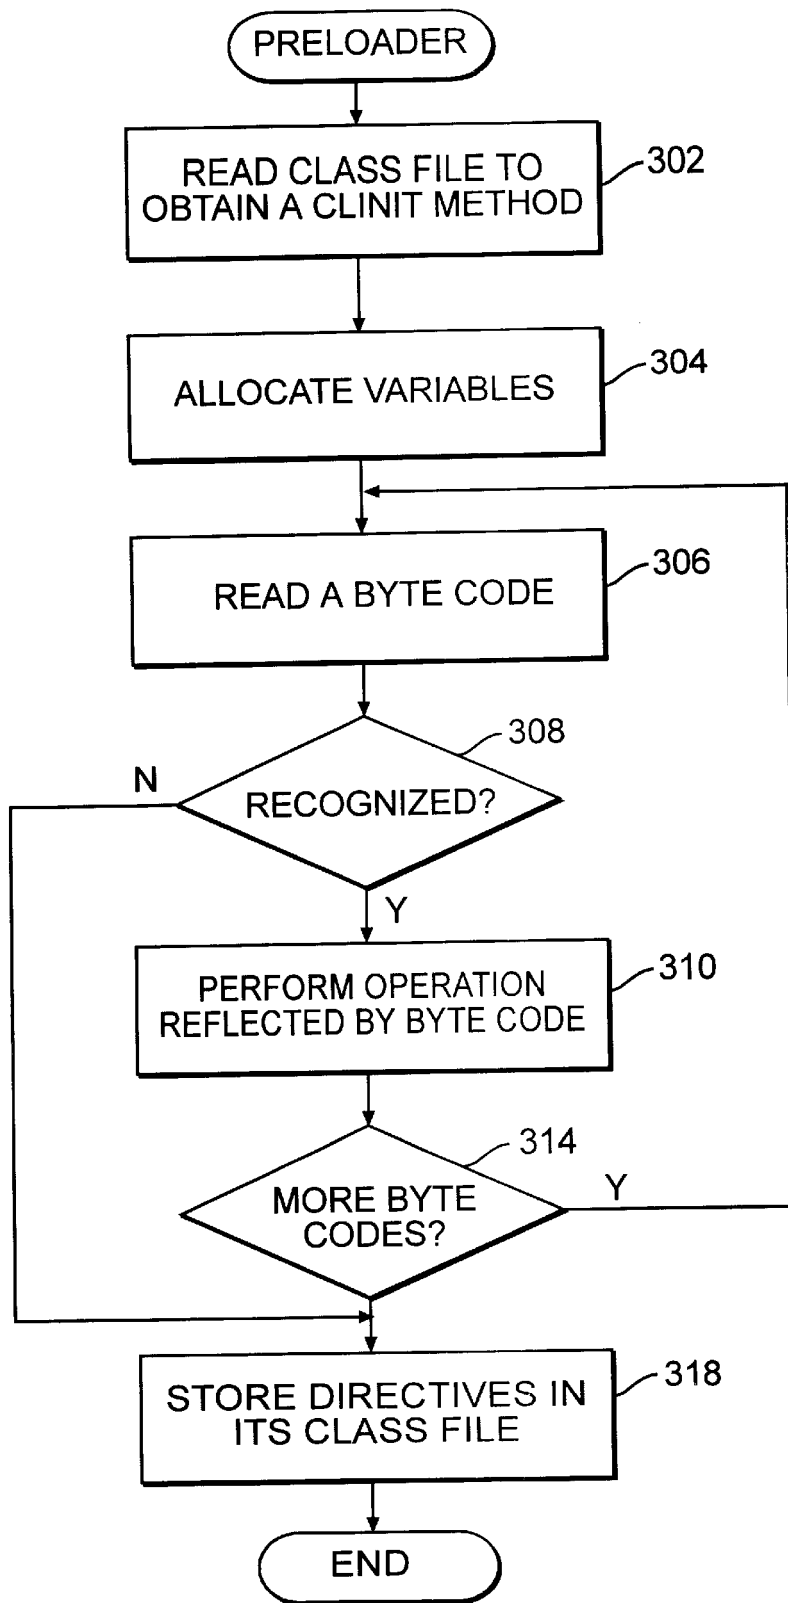 PRELOADER
READ CLASS FILE TO
OBTAIN A CLINIT METHOD
302
ALLOCATE VARIABLES
304
READ A BYTE CODE
306
308
N
RECOGNIZED?
Y
PERFORM OPERATION
REFLECTED BY BYTE CODE
310
314
MORE BYTE
CODES?
Y
STORE DIRECTIVES IN
ITS CLASS FILE
318
END